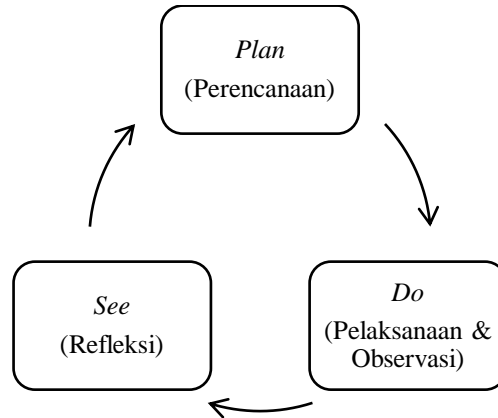 Plan
(Perencanaan)
Do
(Pelaksanaan &
Observasi)
See
(Refleksi)